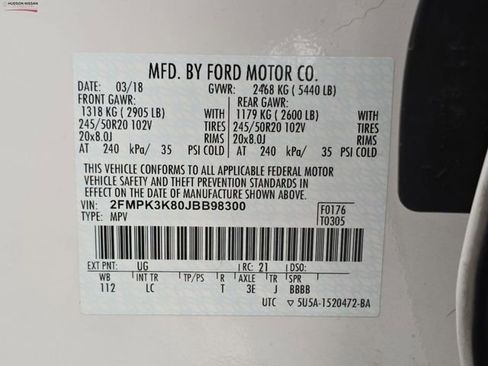 HUDSON NISSAN
MFD. BY FORD MOTOR CO.
DATE: 03/18 GVWR: 2468 KG ( 5440 LB)
FRONT GAWR: REAR GAWR:
1318 KG ( 2905 LB) WITH 1179 KG ( 2600 LB) WITH
245/50R20 102V TIRES 245/50R20 102V TIRES
20x8.0J RIMS 20x8.0J RIMS
AT 240 kPa/ 35 PSI COLD AT 240 kPa/ 35 PSI COLD
THIS VEHICLE CONFORMS TO ALL APPLICABLE FEDERAL MOTOR
VEHICLE SAFETY AND THEFT PREVENTION STANDARDS IN
EFFECT ON THE DATE OF MANUFACTURE SHOWN ABOVE.
VIN: 2FMPK3K80JBB98300 F0176
TYPE: MPV T0305
EXT PNT: UG RC: 21 DSO:
WB INT TR TP/PS R AXLE TR SPR
112 LC T 3E J BBBB
UTC ▽ 5U5A-1520472-BA